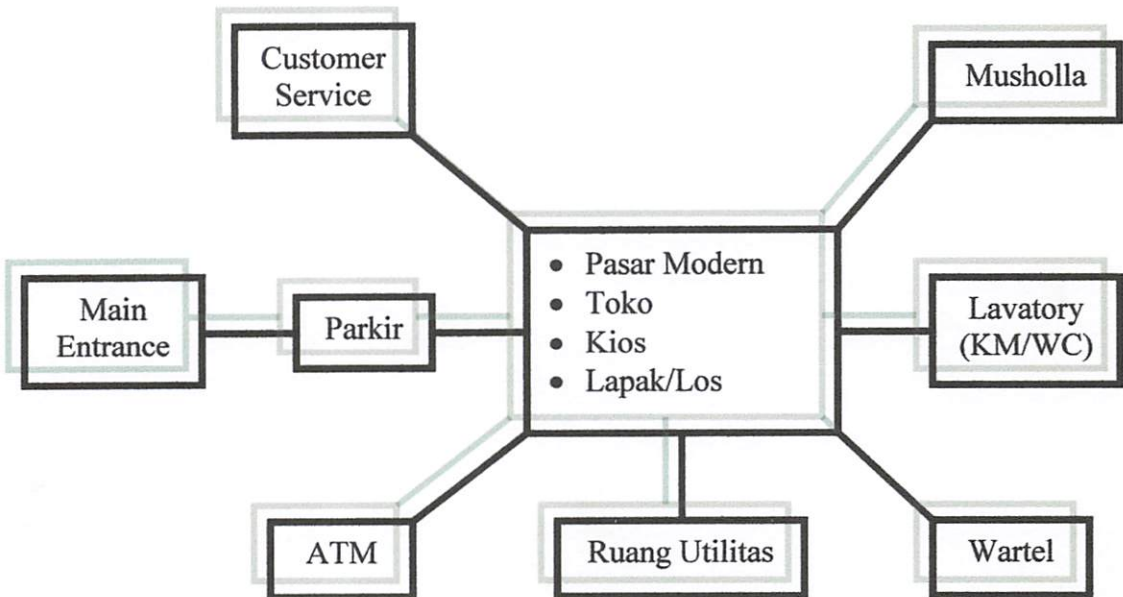 Customer
Service
Musholla
• Pasar Modern
• Toko
• Kios
• Lapak/Los
Main
Entrance
Parkir
Lavatory
(KM/WC)
ATM
Ruang Utilitas
Wartel